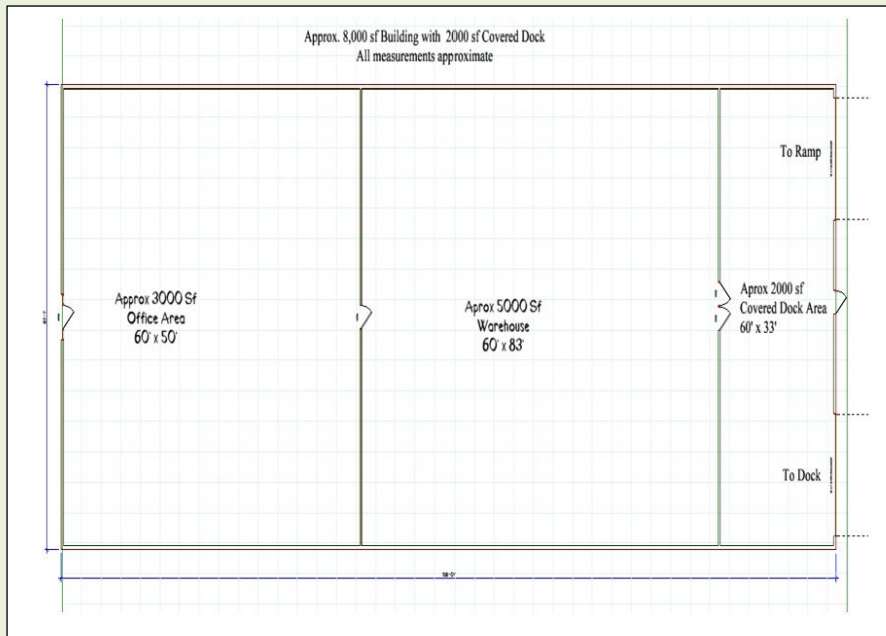 Approx. 8,000 sf Building with 2000 sf Covered Dock
All measurements approximate
To Ramp
Approx 3000 Sf
Office Area
60' x 50'
Aprox 5000 Sf
Warehouse
60' x 83'
Aprox 2000 sf
Covered Dock Area
60' x 33'
To Dock